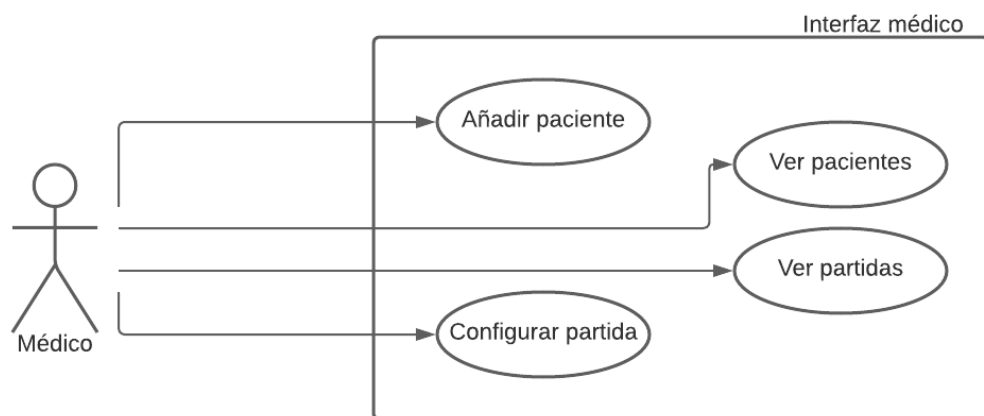 Interfaz médico
Añadir paciente
Ver pacientes
Ver partidas
Configurar partida
Médico